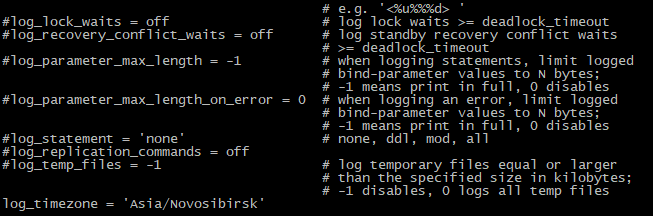 # e.g. '<%u%%%d> '
#log_lock_waits = off # log lock waits >= deadlock_timeout
#log_recovery_conflict_waits = off # log standby recovery conflict waits
# >= deadlock_timeout
#log_parameter_max_length = -1 # when logging statements, limit logged
# bind-parameter values to N bytes;
# -1 means print in full, 0 disables
#log_parameter_max_length_on_error = 0 # when logging an error, limit logged
# bind-parameter values to N bytes;
# -1 means print in full, 0 disables
#log_statement = 'none' # none, ddl, mod, all
#log_replication_commands = off
#log_temp_files = -1 # log temporary files equal or larger
# than the specified size in kilobytes;
# -1 disables, 0 logs all temp files
log_timezone = 'Asia/Novosibirsk'